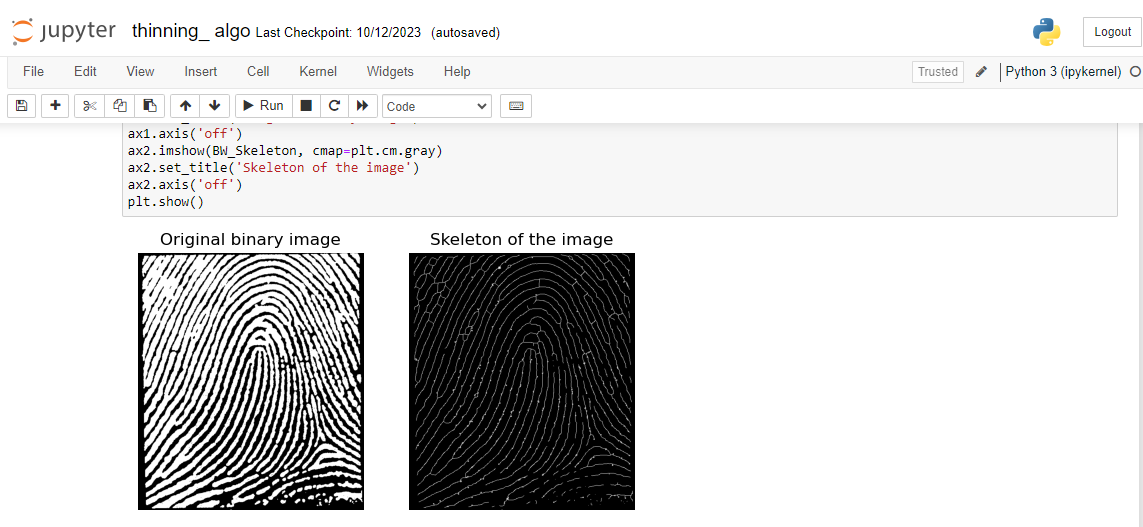 jupyter thinning_ algo Last Checkpoint: 10/12/2023 (autosaved) Logout
File Edit View Insert Cell Kernel Widgets Help Trusted Python 3 (ipykernel)
Run Code
ax1.axis('off')
ax2.imshow(BW_Skeleton, cmap=plt.cm.gray)
ax2.set_title('Skeleton of the image')
ax2.axis('off')
plt.show()
Original binary image Skeleton of the image